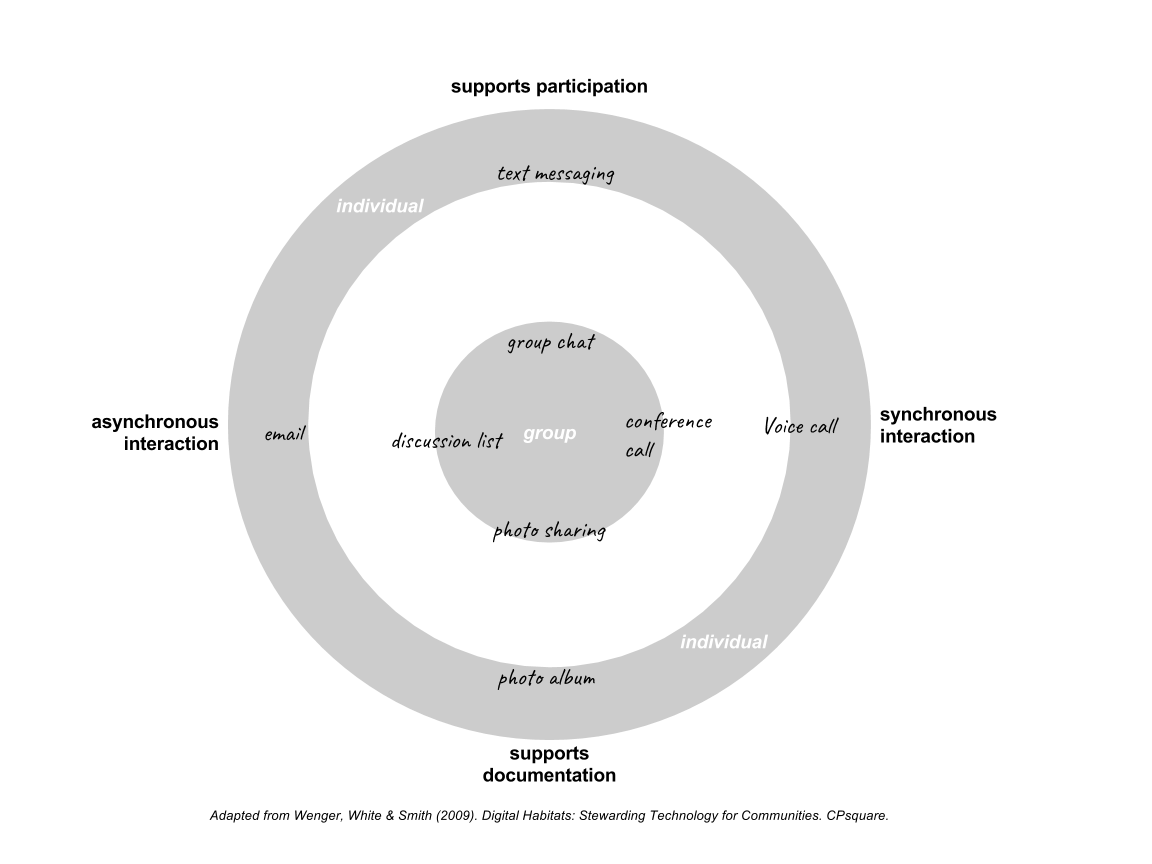 supports participation
text messaging
individual
group chat
asynchronous
interaction
email
discussion list
group
conference
call
Voice call
synchronous
interaction
photo sharing
individual
photo album
supports
documentation
Adapted from Wenger, White & Smith (2009). Digital Habitats: Stewarding Technology for Communities. CPsquare.